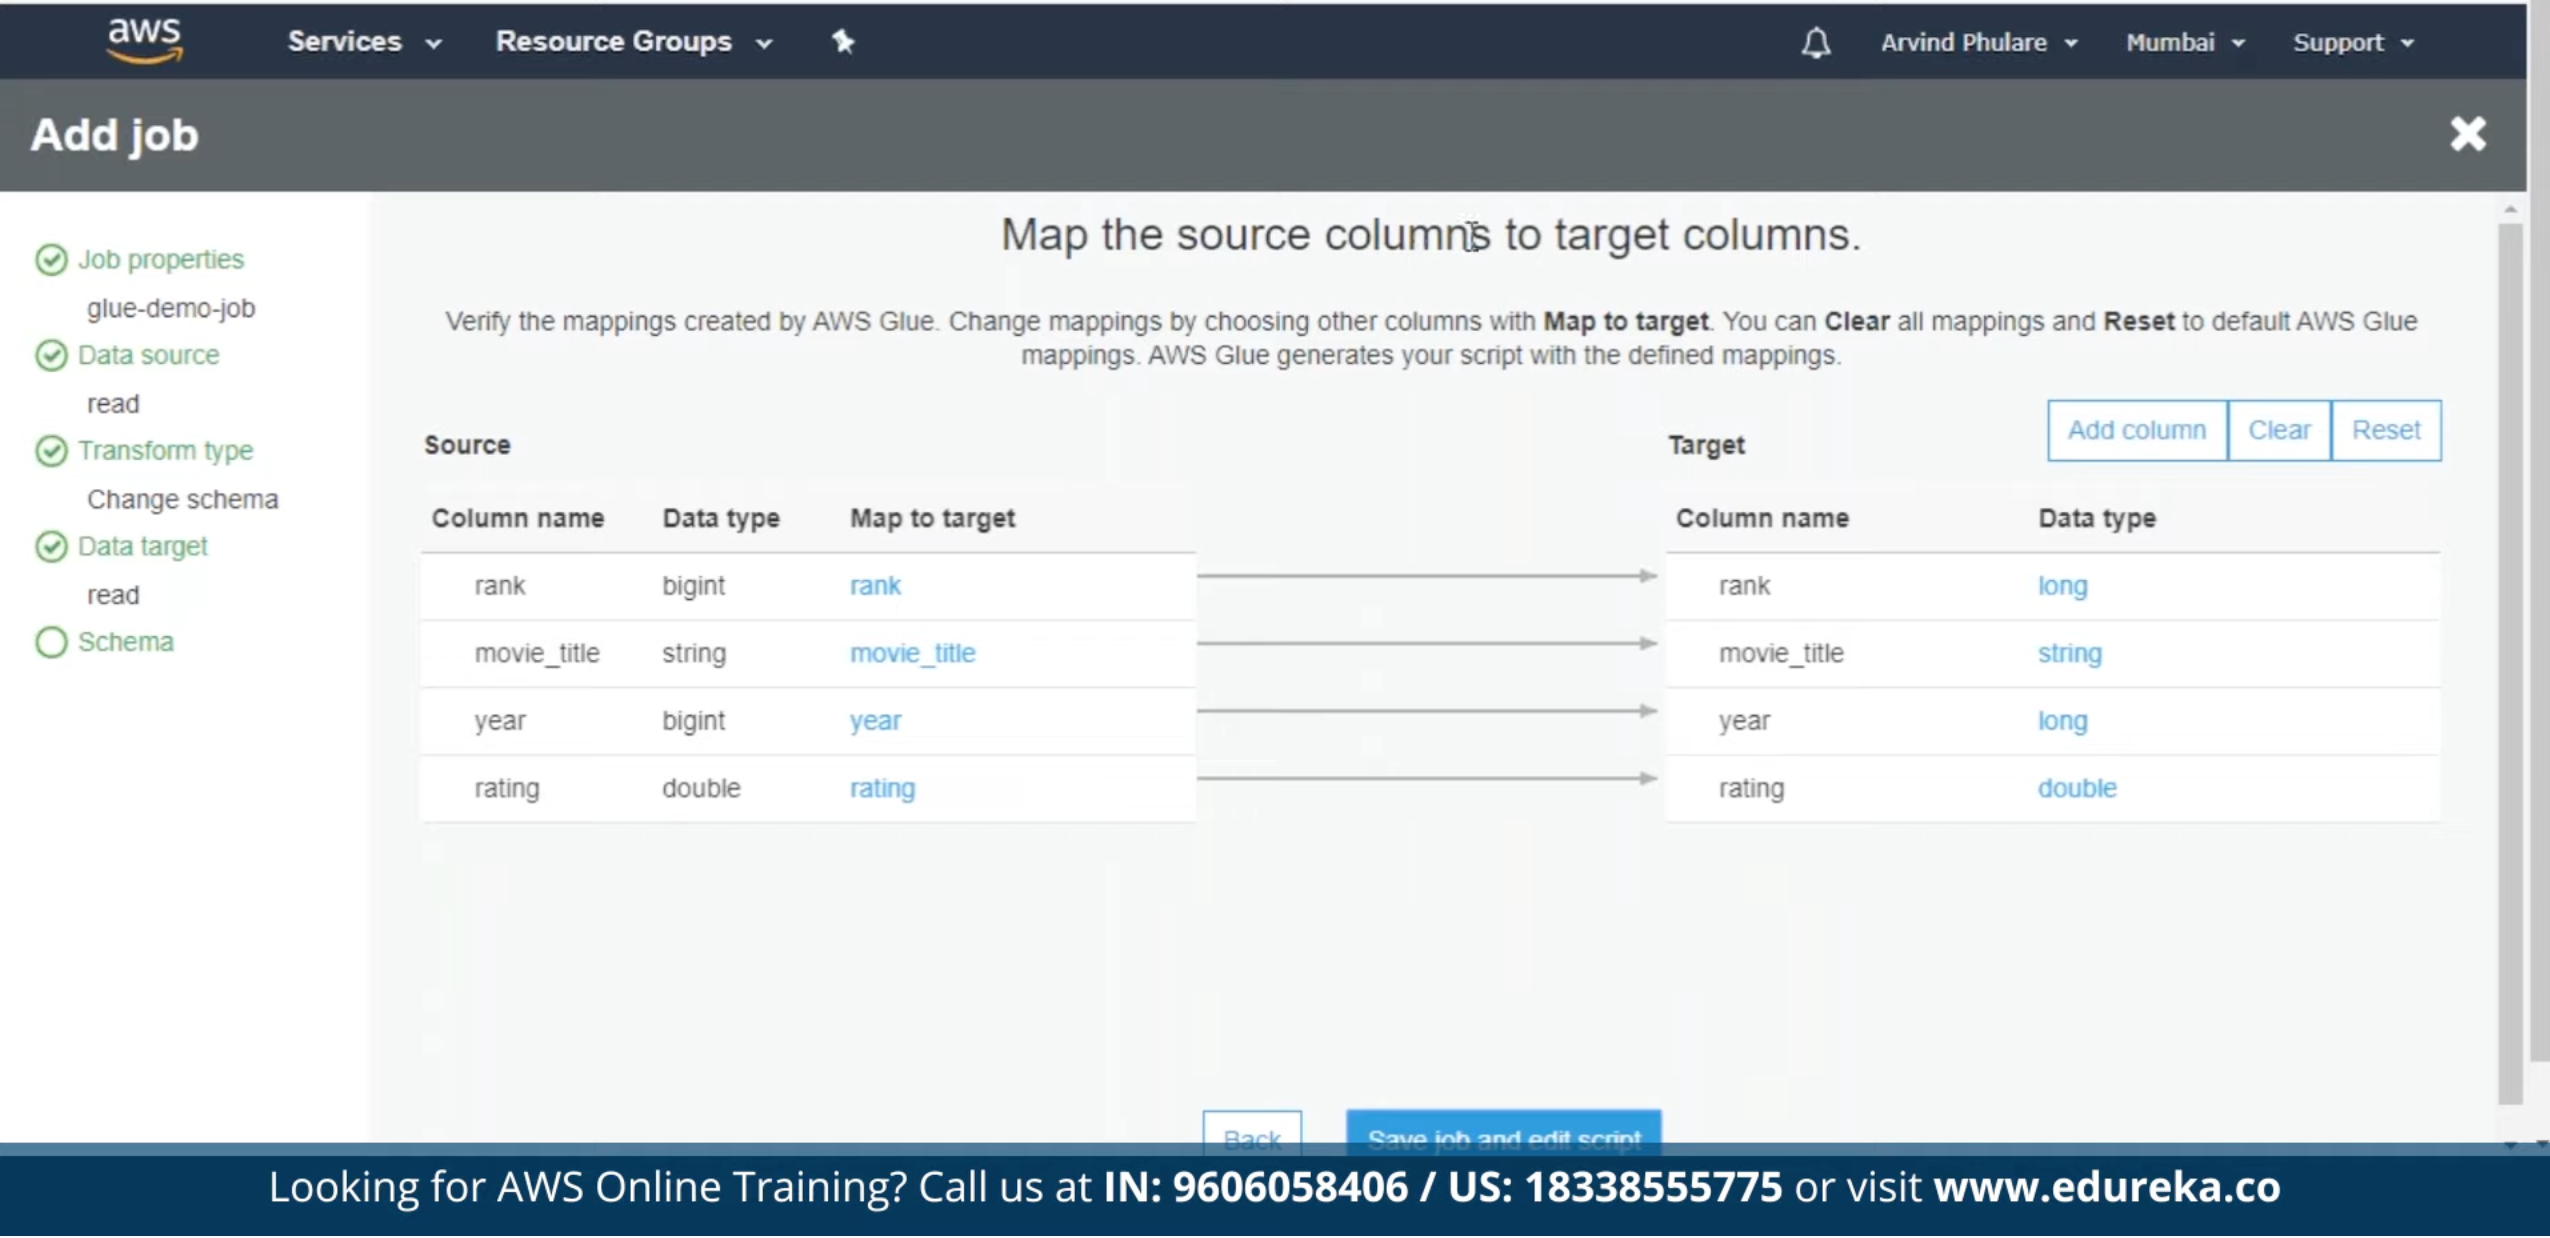 aws Services Resource Groups Arvind Phulare Mumbai Support
Add job
Job properties
glue-demo-job
Data source
read
Transform type
Change schema
Data target
read
Schema
Map the source columns to target columns.
Verify the mappings created by AWS Glue. Change mappings by choosing other columns with Map to target. You can Clear all mappings and Reset to default AWS Glue
mappings. AWS Glue generates your script with the defined mappings.
Add column Clear Reset
Source
Column name Data type Map to target
rank bigint rank
movie_title string movie_title
year bigint year
rating double rating
Target
Column name Data type
rank long
movie_title string
year long
rating double
Back Save job and edit script
Looking for AWS Online Training? Call us at IN: 9606058406 / US: 18338555775 or visit www.edureka.co